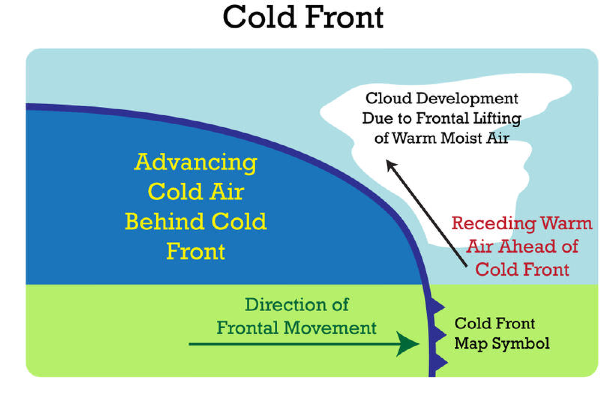 Cold Front
Cloud Development
Due to Frontal Lifting
of Warm Moist Air
Advancing
Cold Air
Behind Cold
Front
Receding Warm
Air Ahead of
Cold Front
Direction of
Frontal Movement
Cold Front
Map Symbol